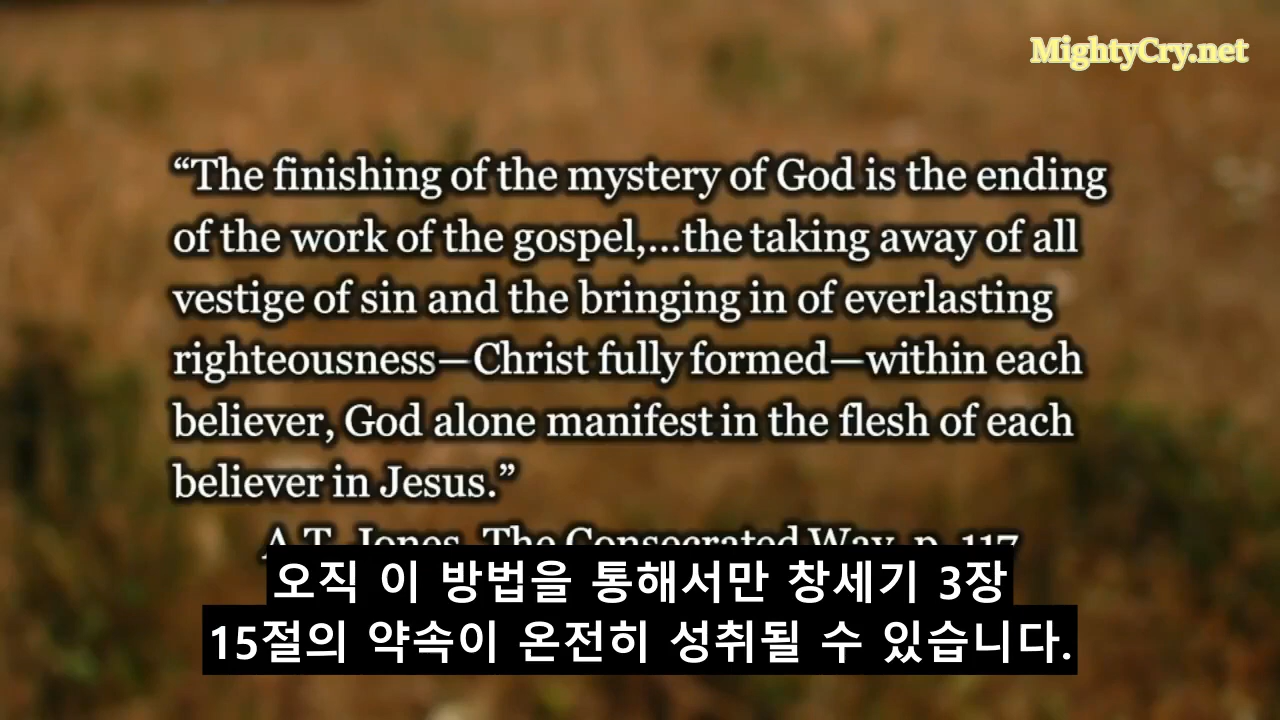 MightyCry.net
“The finishing of the mystery of God is the ending
of the work of the gospel,...the taking away of all
vestige of sin and the bringing in of everlasting
righteousness—Christ fully formed—within each
believer, God alone manifest in the flesh of each
believer in Jesus.”
A.T. Jones, The Consecrated Way, p. 117
오직 이 방법을 통해서만 창세기 3장
15절의 약속이 온전히 성취될 수 있습니다.